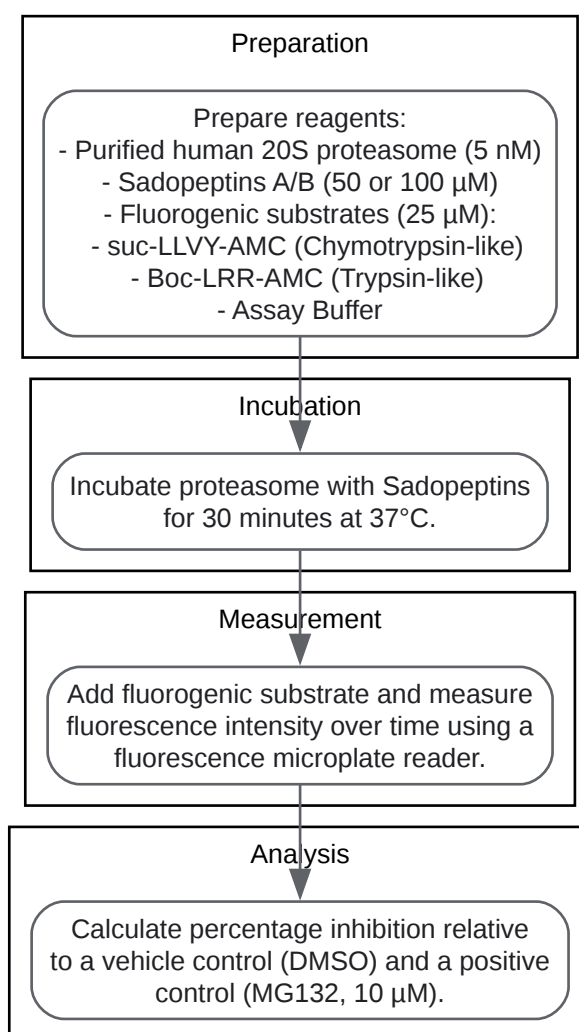 Preparation
Prepare reagents:
- Purified human 20S proteasome (5 nM)
- Sadopeptins A/B (50 or 100 µM)
- Fluorogenic substrates (25 µM):
- suc-LLVY-AMC (Chymotrypsin-like)
- Boc-LRR-AMC (Trypsin-like)
- Assay Buffer
Incubation
Incubate proteasome with Sadopeptins
for 30 minutes at 37°C.
Measurement
Add fluorogenic substrate and measure
fluorescence intensity over time using a
fluorescence microplate reader.
Analysis
Calculate percentage inhibition relative
to a vehicle control (DMSO) and a positive
control (MG132, 10 µM).